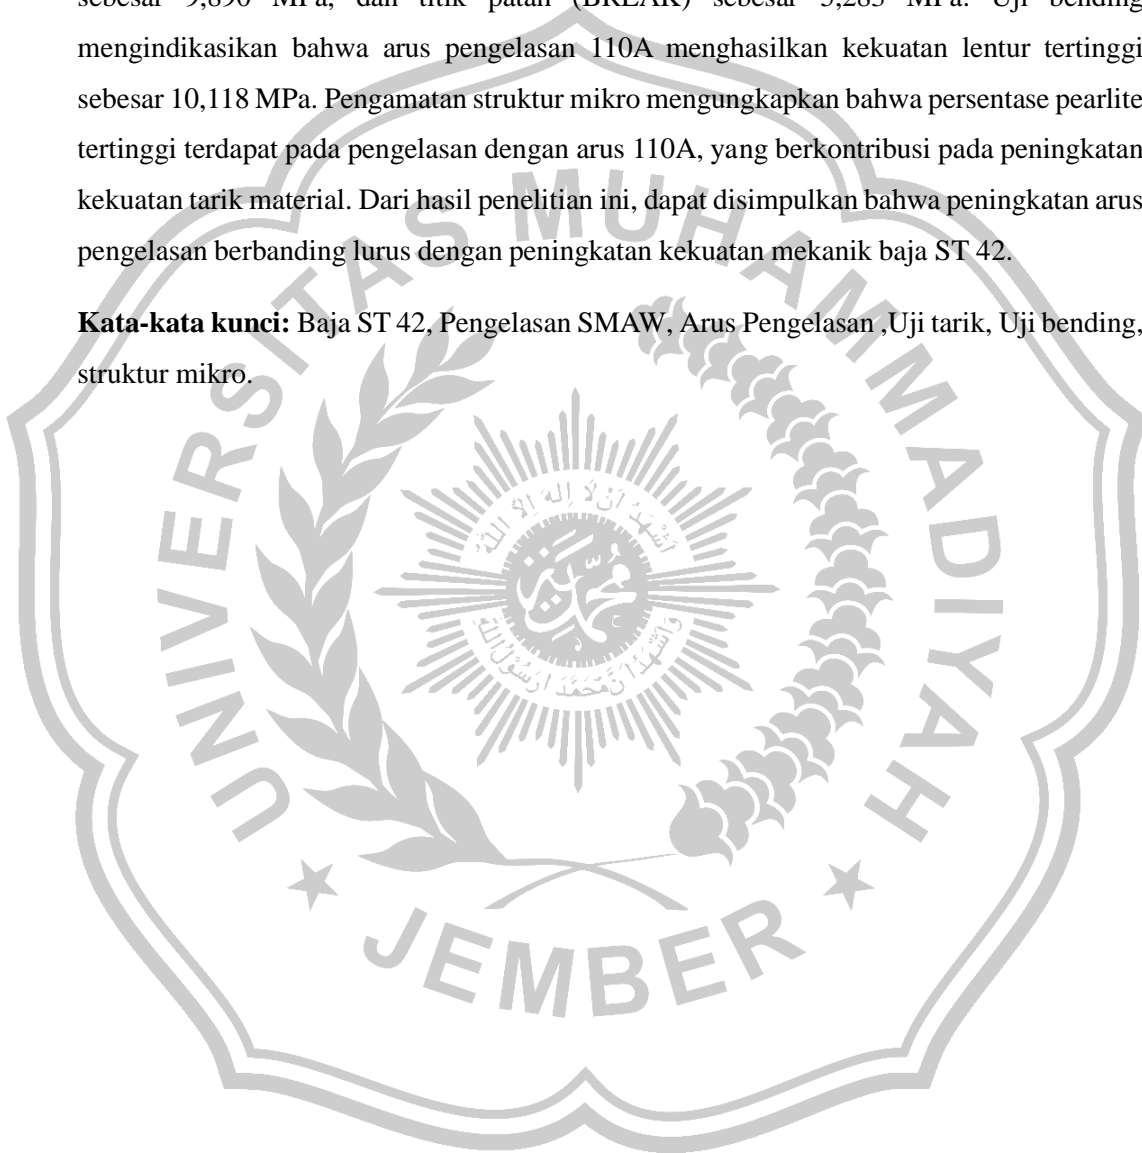 sebesar 9,890 MPa, dan titik patah (BREAK) sebesar 5,283 MPa. Uji bending
mengindikasikan bahwa arus pengelasan 110A menghasilkan kekuatan lentur tertinggi
sebesar 10,118 MPa. Pengamatan struktur mikro mengungkapkan bahwa persentase pearlite
tertinggi terdapat pada pengelasan dengan arus 110A, yang berkontribusi pada peningkatan
kekuatan tarik material. Dari hasil penelitian ini, dapat disimpulkan bahwa peningkatan arus
pengelasan berbanding lurus dengan peningkatan kekuatan mekanik baja ST 42.
Kata-kata kunci: Baja ST 42, Pengelasan SMAW, Arus Pengelasan ,Uji tarik, Uji bending,
struktur mikro.
UNIVERSITAS MUHAMMADIYAH
JEMBER